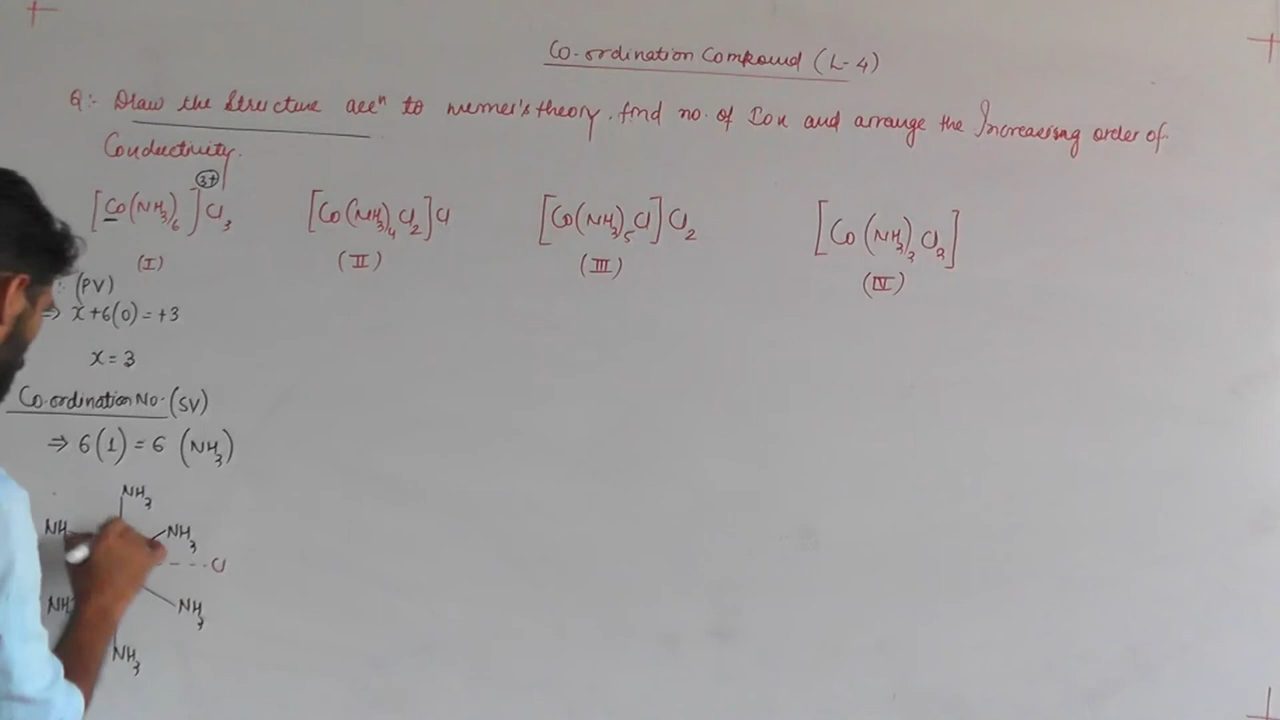 Co-ordination Compound (L-4)
Q:- Draw the Structure accⁿ to werner's theory. find no. of Ion and arrange the Increasing order of
Conductivity.
[Co(NH₃)₆]³⁺Cl₃ [Co(NH₃)₄Cl₂]Cl [Co(NH₃)₅Cl]Cl₂ [Co(NH₃)₃Cl₃]
(I) (II) (III) (IV)
: (PV)
⇒ x+6(0) = +3
x = 3
Co-ordination No. (SV)
⇒ 6(1) = 6 (NH₃)
NH₃
NH NH₃
Cl
NH NH₃
NH₃